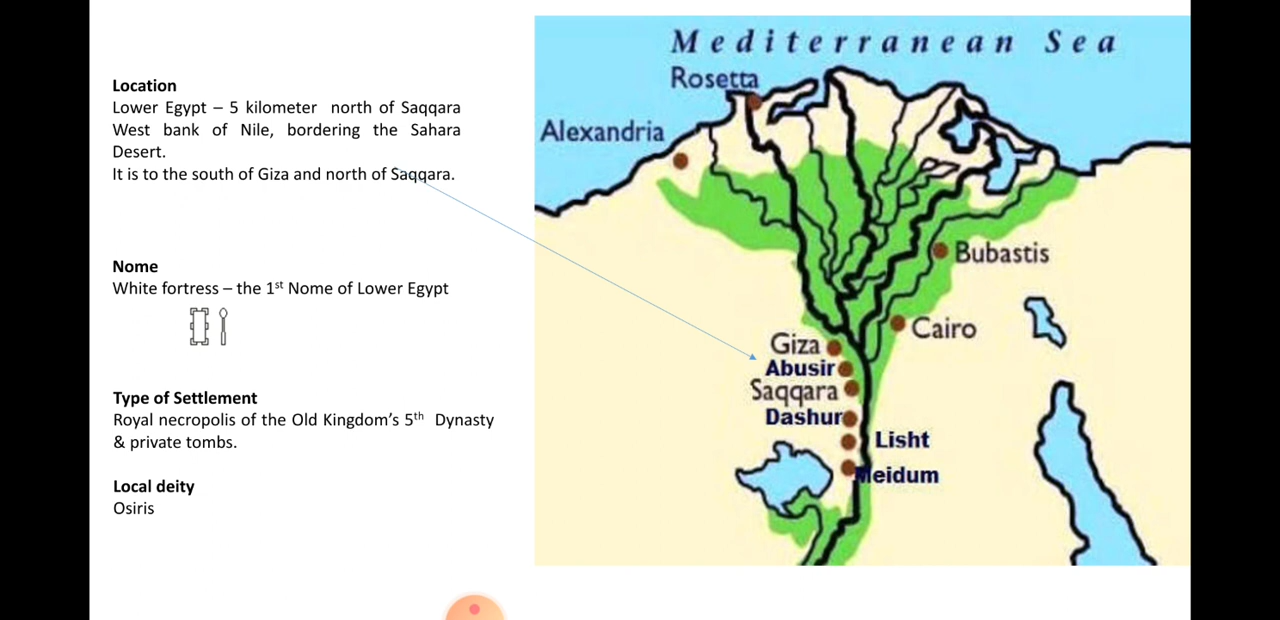 Location
Lower Egypt – 5 kilometer north of Saqqara
West bank of Nile, bordering the Sahara
Desert.
It is to the south of Giza and north of Saqqara.
Nome
White fortress – the 1st Nome of Lower Egypt
Type of Settlement
Royal necropolis of the Old Kingdom's 5th Dynasty
& private tombs.
Local deity
Osiris
Mediterranean Sea
Rosetta
Alexandria
Bubastis
Cairo
Giza
Abusir
Saqqara
Dashur
Lisht
Meidum